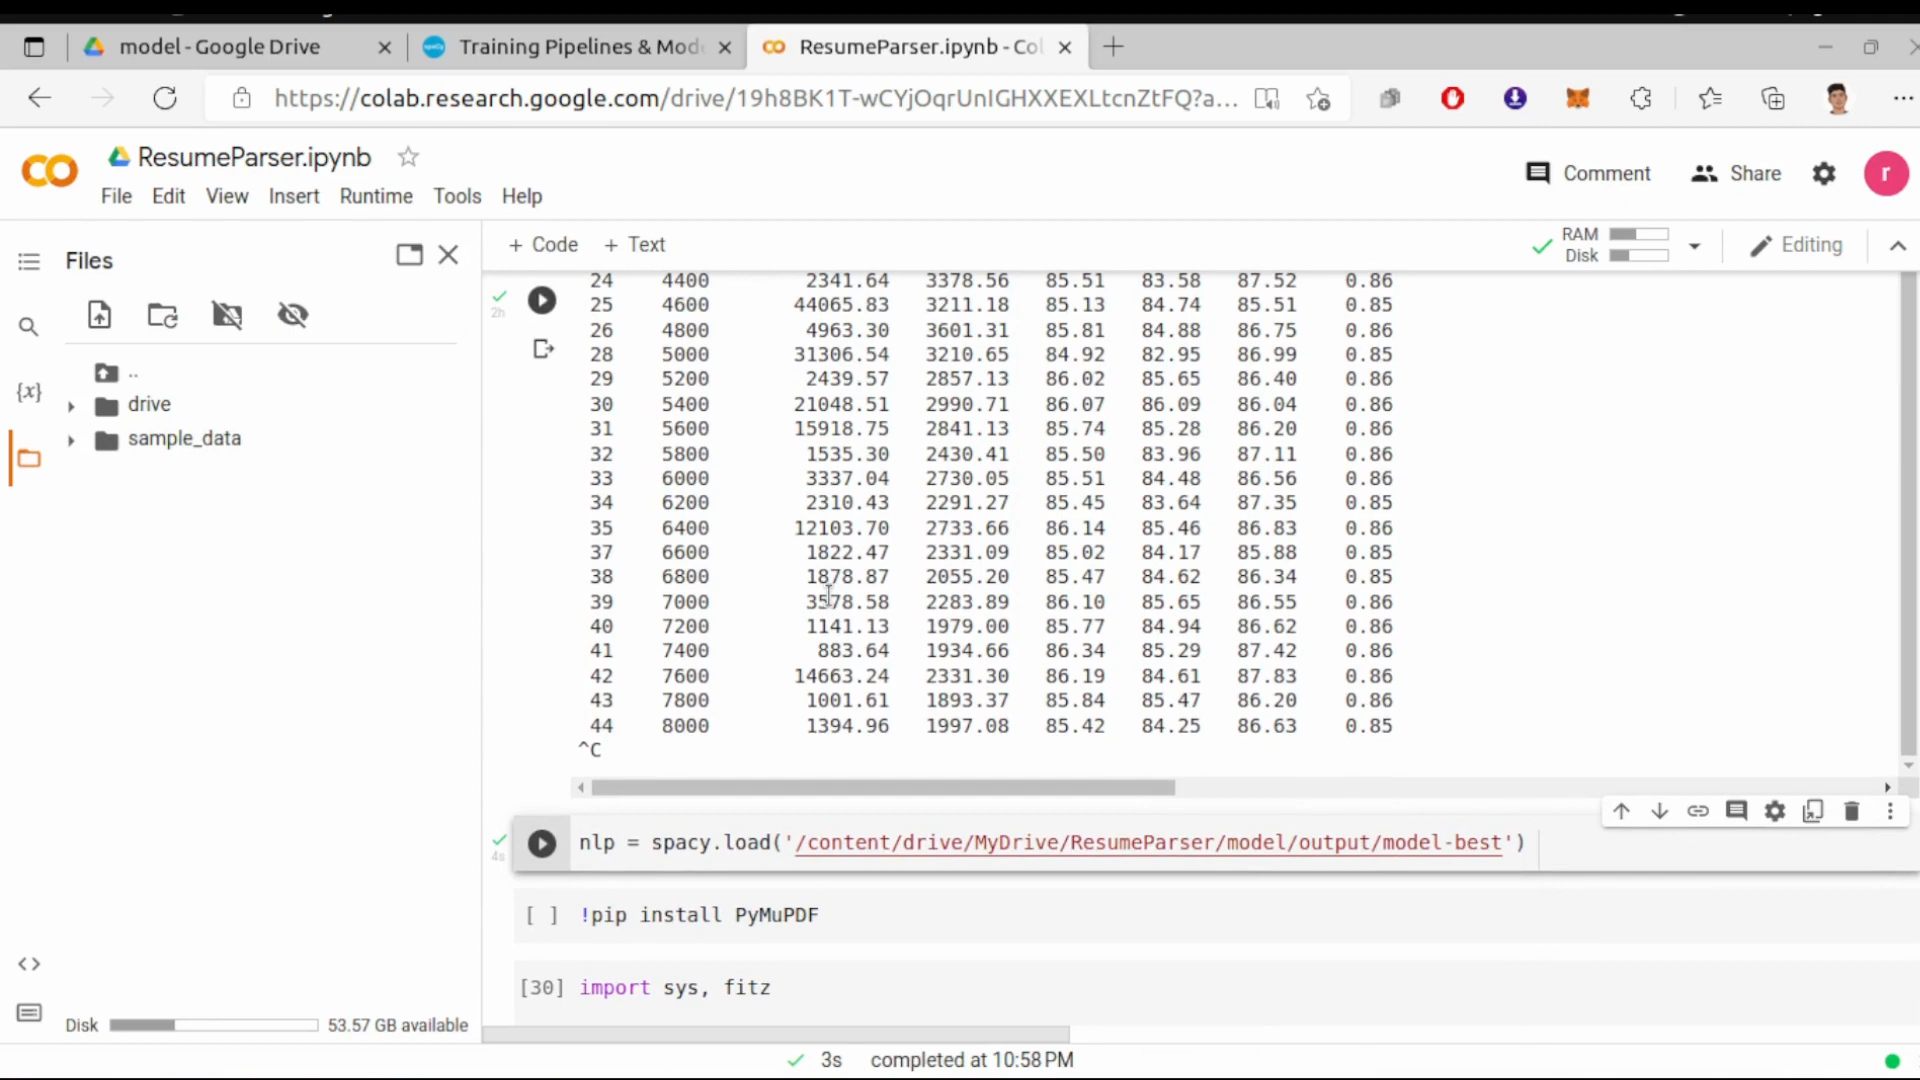 model - Google Drive
Training Pipelines & Mod
ResumeParser.ipynb - Col
https://colab.research.google.com/drive/19h8BK1T-wCYjOqrUnIGHXXEXLtcnZtFQ?a...
ResumeParser.ipynb
File Edit View Insert Runtime Tools Help
Comment
Share
r
Files
+ Code + Text
RAM
Disk
Editing
..
drive
sample_data
{x}
2h
24 4400 2341.64 3378.56 85.51 83.58 87.52 0.86
25 4600 44065.83 3211.18 85.13 84.74 85.51 0.85
26 4800 4963.30 3601.31 85.81 84.88 86.75 0.86
28 5000 31306.54 3210.65 84.92 82.95 86.99 0.85
29 5200 2439.57 2857.13 86.02 85.65 86.40 0.86
30 5400 21048.51 2990.71 86.07 86.09 86.04 0.86
31 5600 15918.75 2841.13 85.74 85.28 86.20 0.86
32 5800 1535.30 2430.41 85.50 83.96 87.11 0.86
33 6000 3337.04 2730.05 85.51 84.48 86.56 0.86
34 6200 2310.43 2291.27 85.45 83.64 87.35 0.85
35 6400 12103.70 2733.66 86.14 85.46 86.83 0.86
37 6600 1822.47 2331.09 85.02 84.17 85.88 0.85
38 6800 1878.87 2055.20 85.47 84.62 86.34 0.85
39 7000 3578.58 2283.89 86.10 85.65 86.55 0.86
40 7200 1141.13 1979.00 85.77 84.94 86.62 0.86
41 7400 883.64 1934.66 86.34 85.29 87.42 0.86
42 7600 14663.24 2331.30 86.19 84.61 87.83 0.86
43 7800 1001.61 1893.37 85.84 85.47 86.20 0.86
44 8000 1394.96 1997.08 85.42 84.25 86.63 0.85
^C
4s
nlp = spacy.load('/content/drive/MyDrive/ResumeParser/model/output/model-best')
[ ] !pip install PyMuPDF
[30] import sys, fitz
Disk 53.57 GB available
3s completed at 10:58 PM